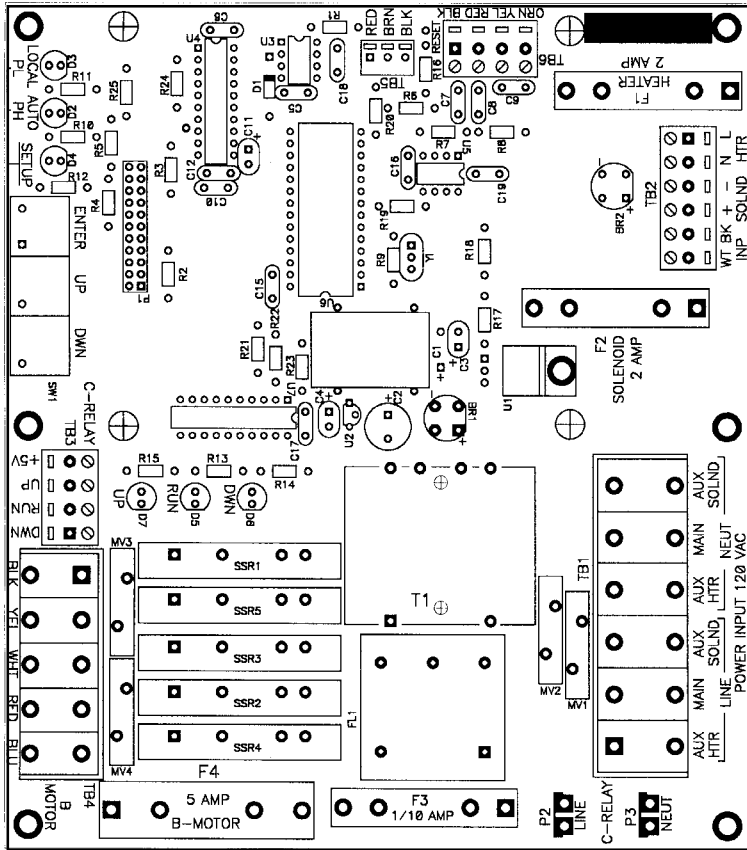 ORN YEL RED BLK
RESET
TB6
RED
BRN
BLK
TB5
R1
U3
C6
U4
D1
C5
C18
R16
C7
C8
C9
R6
R20
R7
U5
R8
2 AMP
HEATER
F1
LOCAL
PL
D3
R11
AUTO
PH
D2
R10
SETUP
D4
R12
R25
R24
R5
R3
R4
C11
+
C12
C10
C16
C19
R19
R9
Y1
R18
R17
BR2
-
+
TB2
L
N
HTR
-
+
SOLND
BK
WT
INP
ENTER
UP
DWN
SW1
P1
R2
C15
U6
R22
R21
R23
U7
C1
+
C3
F2
SOLENOID
2 AMP
U1
C4
+
U2
C2
+
BR1
-
+
C17
C-RELAY
TB3
+5V
UP
RUN
DWN
R15
R13
R14
UP
D7
RUN
D5
DWN
D6
MV3
SSR1
SSR5
SSR3
SSR2
SSR4
MV4
T1
FL1
MV2
MV1
TB1
AUX
SOLND
MAIN
NEUT
AUX
HTR
AUX
SOLND
MAIN
LINE
AUX
HTR
POWER INPUT 120 VAC
BLK
YEL
WHT
RED
BLU
TB4
B
MOTOR
F4
5 AMP
B-MOTOR
F3
1/10 AMP
P2
LINE
C-RELAY
P3
NEUT